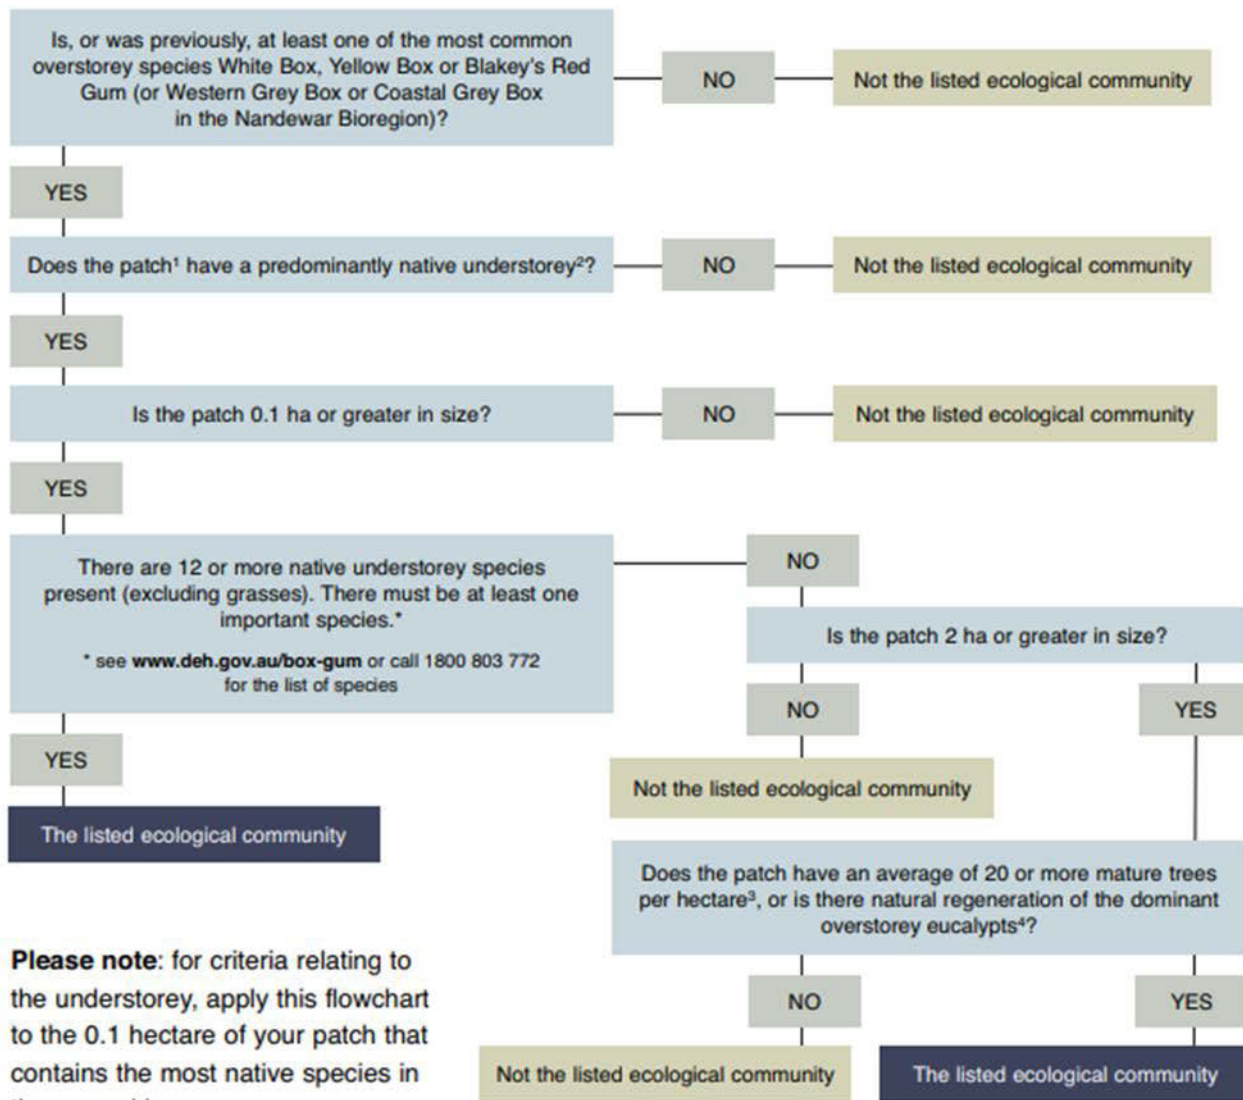 Is, or was previously, at least one of the most common
overstorey species White Box, Yellow Box or Blakey's Red
Gum (or Western Grey Box or Coastal Grey Box
in the Nandewar Bioregion)?
NO
Not the listed ecological community
YES
Does the patch¹ have a predominantly native understorey²?
NO
Not the listed ecological community
YES
Is the patch 0.1 ha or greater in size?
NO
Not the listed ecological community
YES
There are 12 or more native understorey species
present (excluding grasses). There must be at least one
important species.*
* see www.deh.gov.au/box-gum or call 1800 803 772
for the list of species
NO
Is the patch 2 ha or greater in size?
NO
YES
Not the listed ecological community
YES
The listed ecological community
Does the patch have an average of 20 or more mature trees
per hectare³, or is there natural regeneration of the dominant
overstorey eucalypts⁴?
NO
YES
Not the listed ecological community
The listed ecological community
Please note: for criteria relating to
the understorey, apply this flowchart
to the 0.1 hectare of your patch that
contains the most native species in